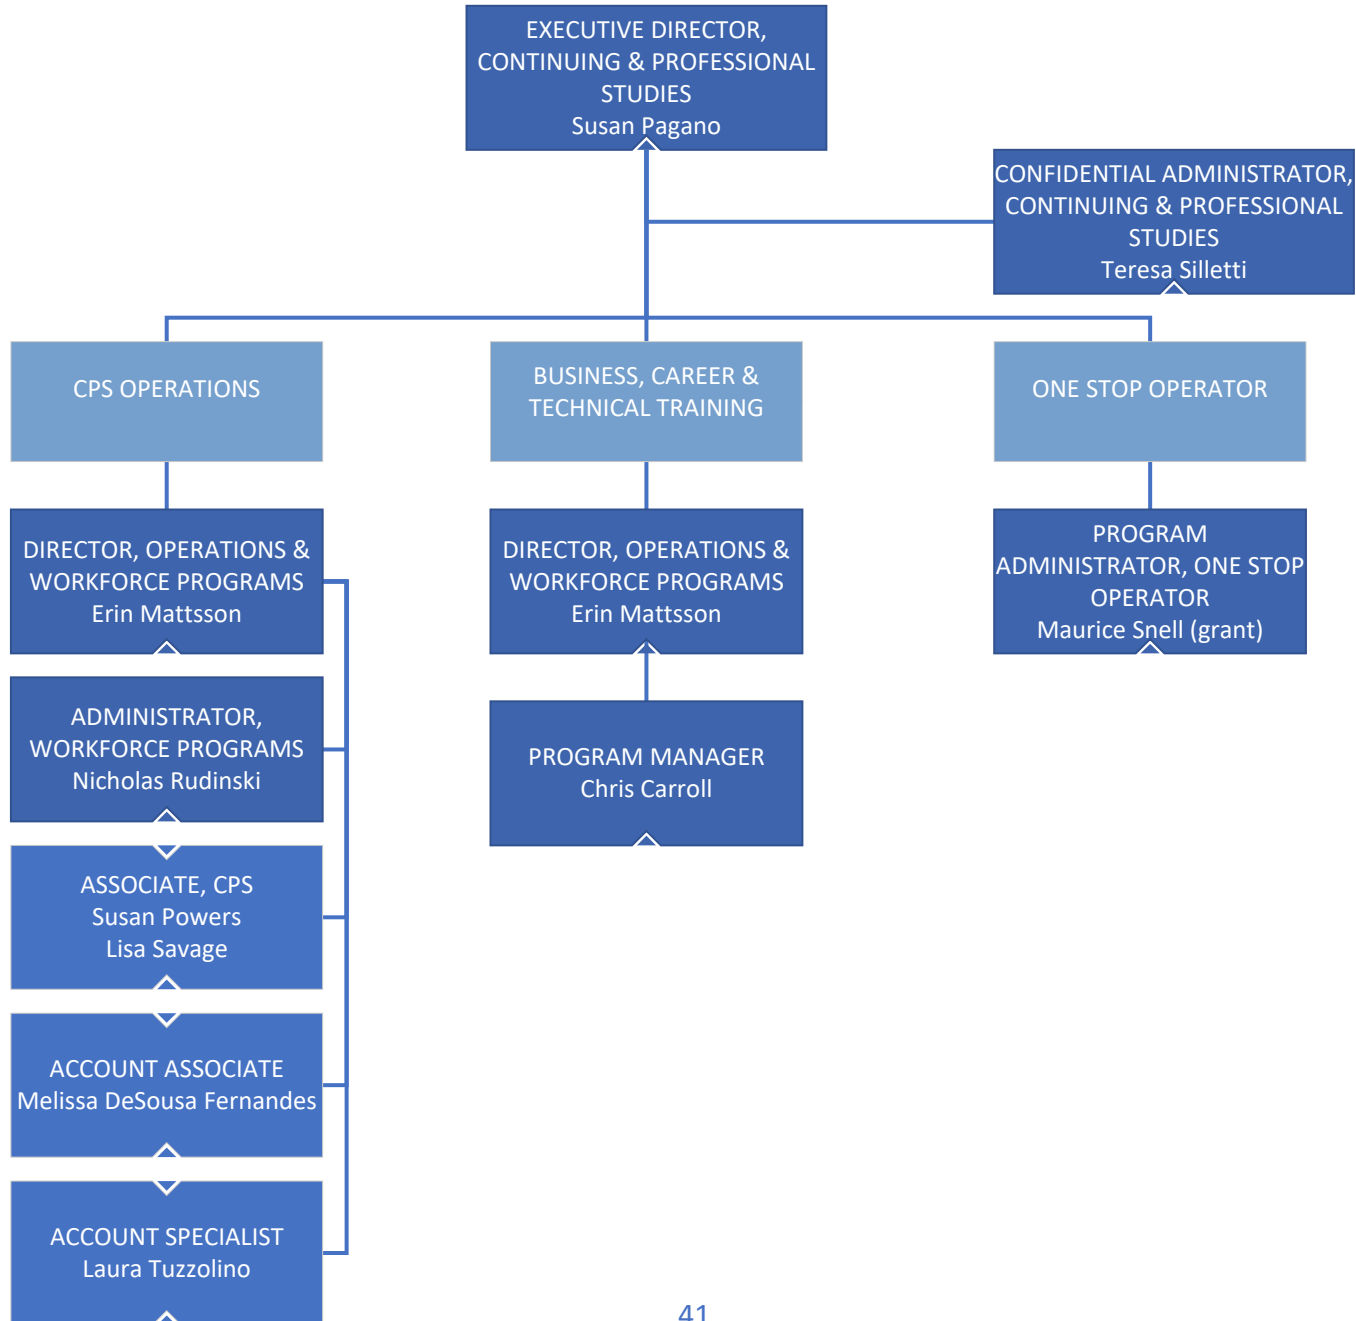 EXECUTIVE DIRECTOR,
CONTINUING & PROFESSIONAL
STUDIES
Susan Pagano
CONFIDENTIAL ADMINISTRATOR,
CONTINUING & PROFESSIONAL
STUDIES
Teresa Silletti
CPS OPERATIONS
BUSINESS, CAREER &
TECHNICAL TRAINING
ONE STOP OPERATOR
DIRECTOR, OPERATIONS &
WORKFORCE PROGRAMS
Erin Mattsson
DIRECTOR, OPERATIONS &
WORKFORCE PROGRAMS
Erin Mattsson
PROGRAM
ADMINISTRATOR, ONE STOP
OPERATOR
Maurice Snell (grant)
ADMINISTRATOR,
WORKFORCE PROGRAMS
Nicholas Rudinski
PROGRAM MANAGER
Chris Carroll
ASSOCIATE, CPS
Susan Powers
Lisa Savage
ACCOUNT ASSOCIATE
Melissa DeSousa Fernandes
ACCOUNT SPECIALIST
Laura Tuzzolino
41